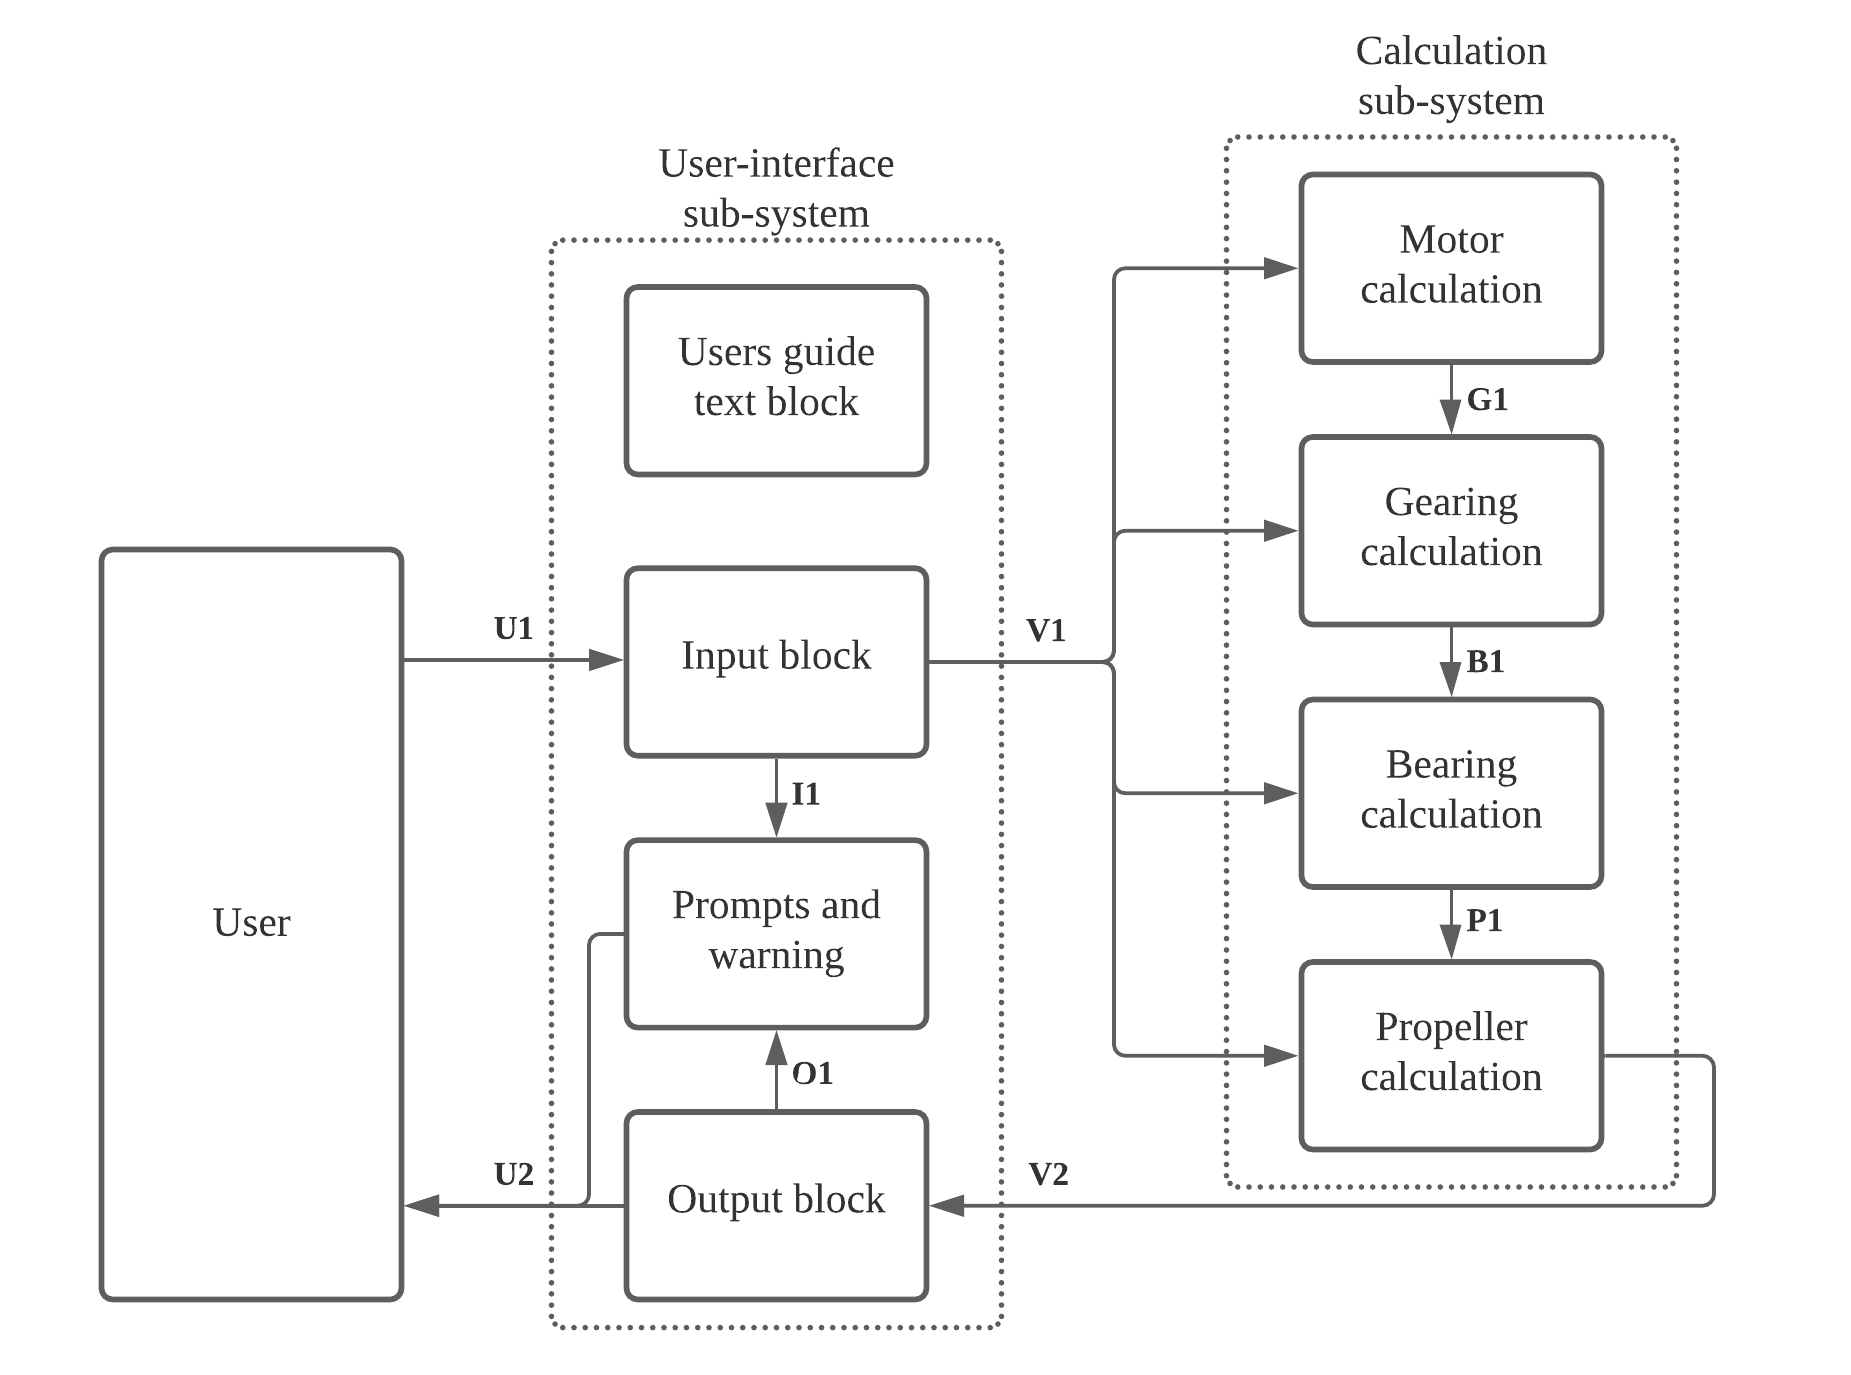 Calculation
sub-system
User-interface
sub-system
Motor
calculation
Users guide
text block
G1
Gearing
calculation
U1
Input block
V1
B1
Bearing
calculation
I1
User
Prompts and
warning
P1
Propeller
calculation
O1
U2
Output block
V2